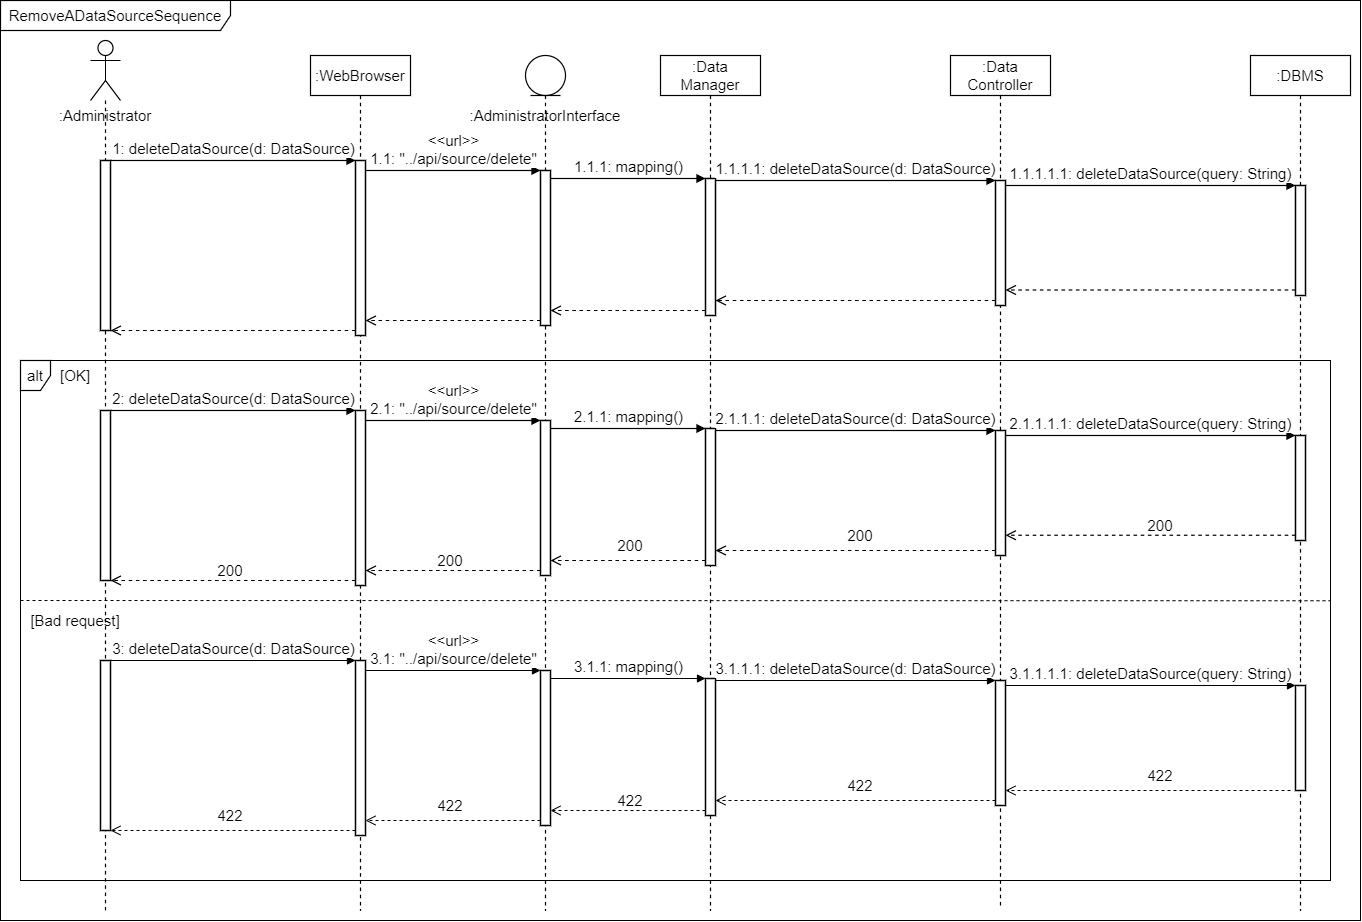 RemoveADataSourceSequence
:Administrator
:WebBrowser
:AdministratorInterface
:Data
Manager
:Data
Controller
:DBMS
1: deleteDataSource(d: DataSource)
<<url>>
1.1: "../api/source/delete"
1.1.1: mapping()
1.1.1.1: deleteDataSource(d: DataSource)
1.1.1.1.1: deleteDataSource(query: String)
alt
[OK]
2: deleteDataSource(d: DataSource)
<<url>>
2.1: "../api/source/delete"
2.1.1: mapping()
2.1.1.1: deleteDataSource(d: DataSource)
2.1.1.1.1: deleteDataSource(query: String)
200
200
200
200
200
[Bad request]
3: deleteDataSource(d: DataSource)
<<url>>
3.1: "../api/source/delete"
3.1.1: mapping()
3.1.1.1: deleteDataSource(d: DataSource)
3.1.1.1.1: deleteDataSource(query: String)
422
422
422
422
422